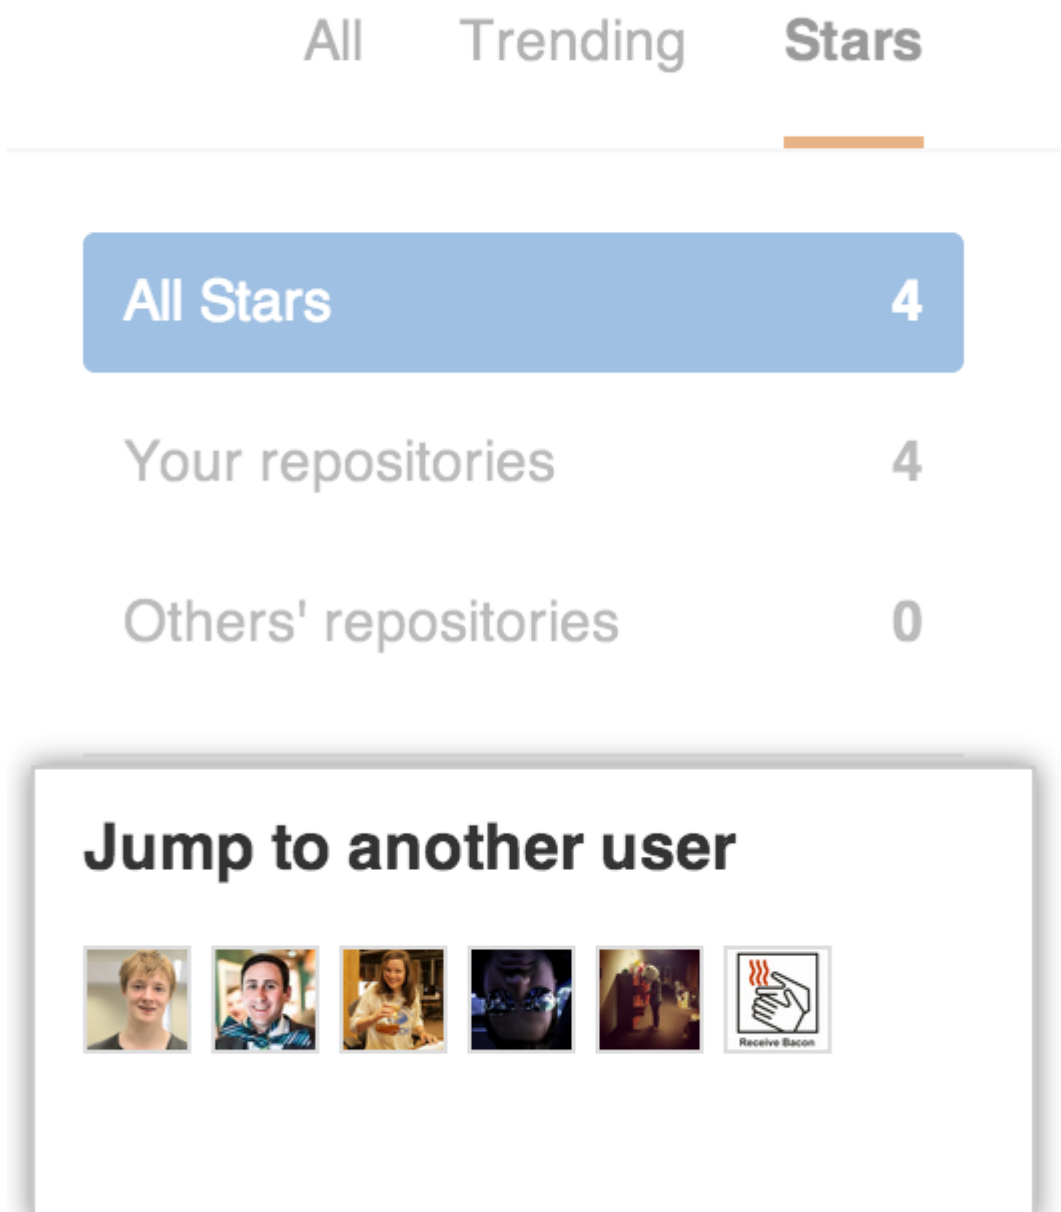 All Trending Stars
All Stars 4
Your repositories 4
Others' repositories 0
Jump to another user
Receive Bacon